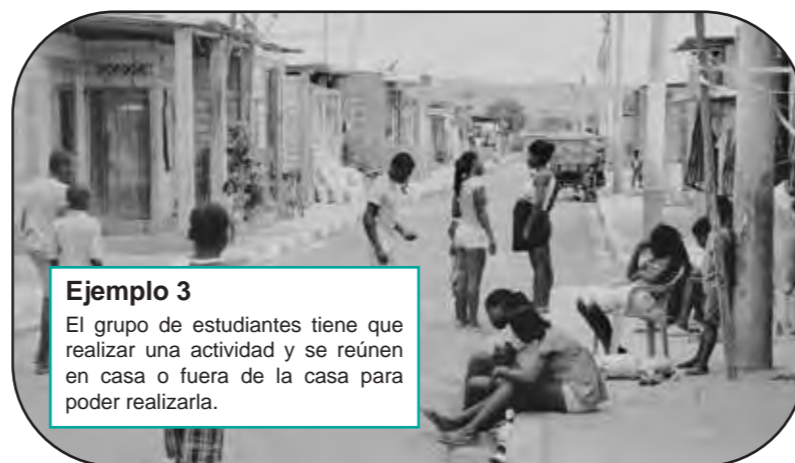 Ejemplo 3
El grupo de estudiantes tiene que
realizar una actividad y se reúnen
en casa o fuera de la casa para
poder realizarla.